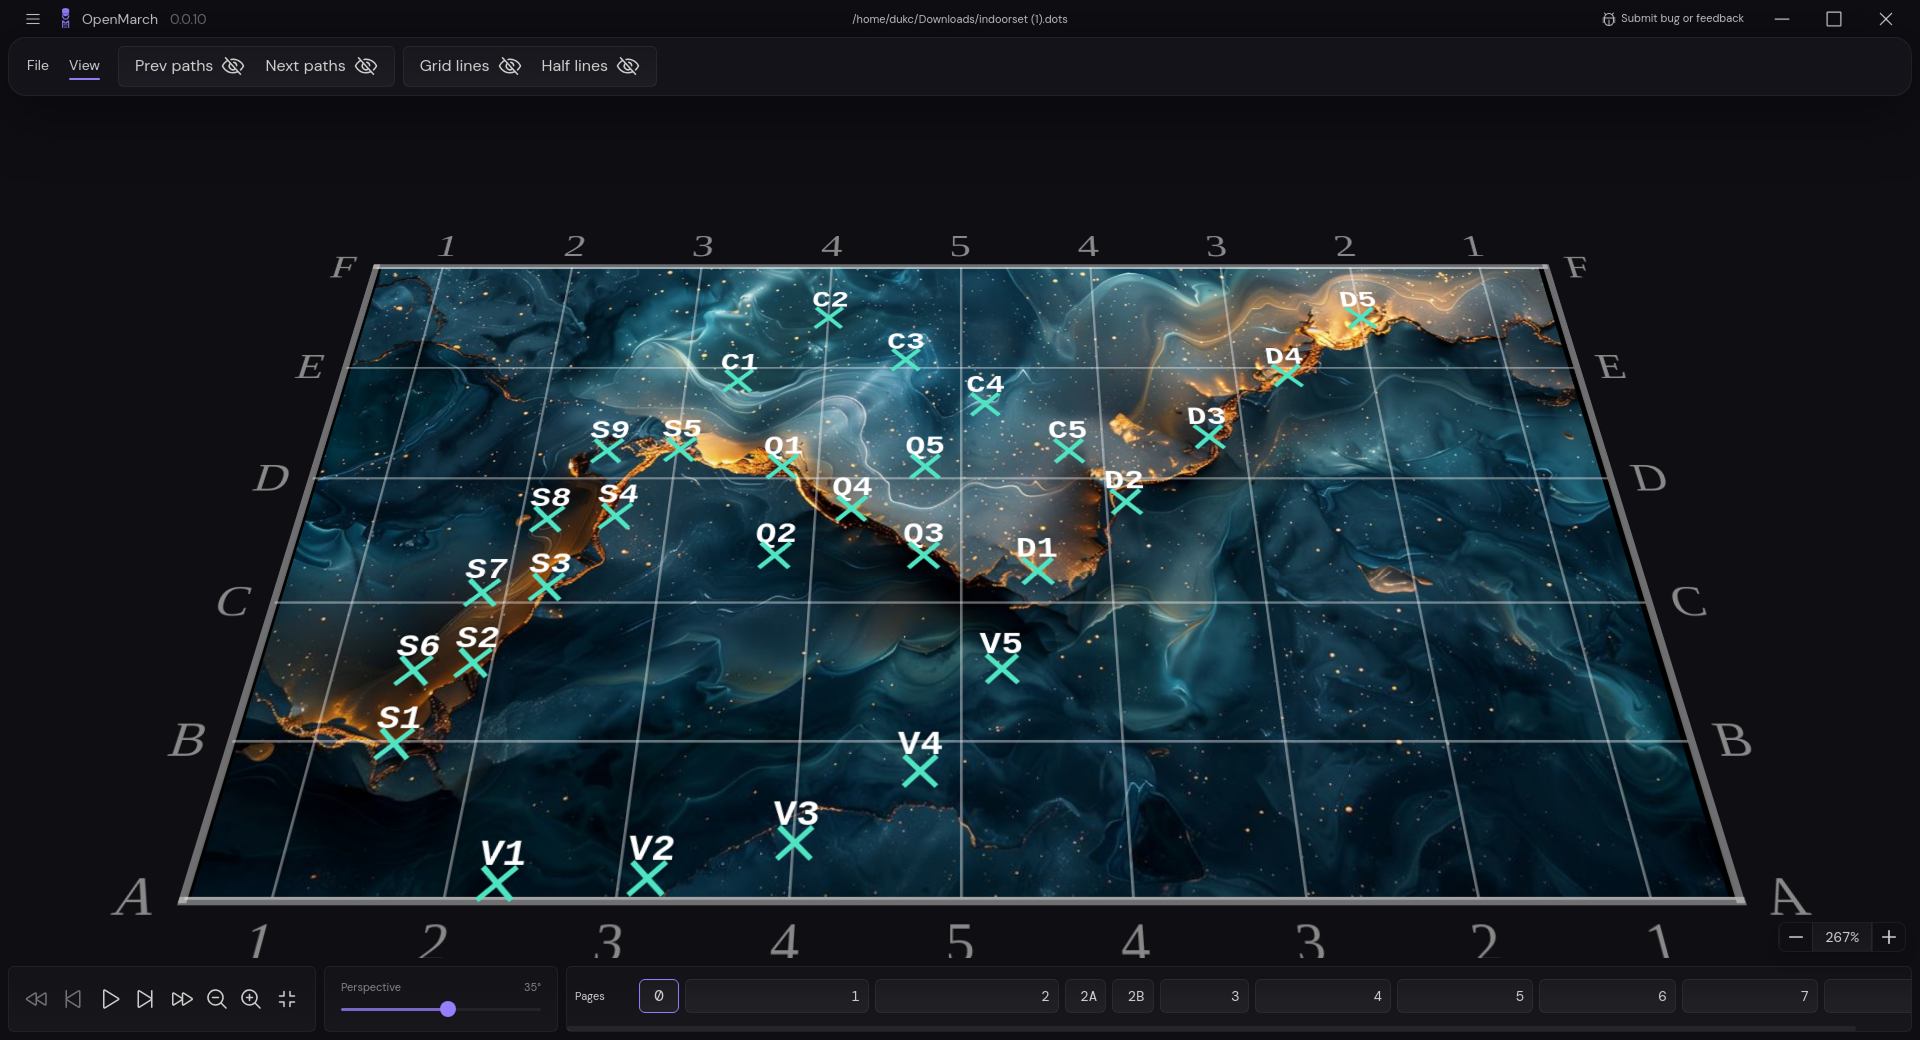 OpenMarch 0.0.10 /home/dukc/Downloads/indoorset (1).dots Submit bug or feedback
File View Prev paths Next paths Grid lines Half lines
1 2 3 4 5 4 3 2 1
F F
C2 D5
C3
C1 D4
E E
C4
D3
S9 S5 C5
Q1 Q5
D D2 D
Q4
S8 S4
Q2 Q3
D1
S7 S3
C C
S6 S2 V5
S1
B V4 B
V3
V1 V2
A A
1 2 3 4 5 4 3 2 1
267%
Perspective 35° Pages 0 1 2 2A 2B 3 4 5 6 7